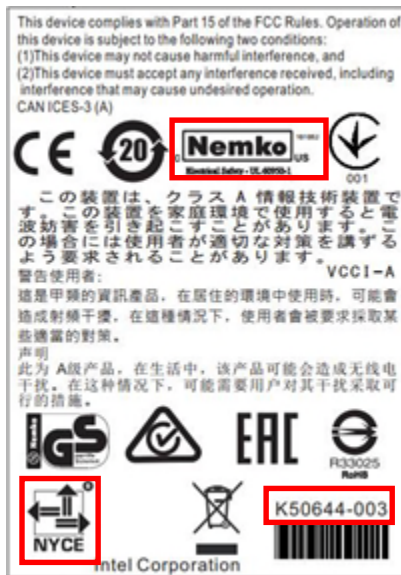 This device complies with Part 15 of the FCC Rules. Operation of
this device is subject to the following two conditions:
(1)This device may not cause harmful interference, and
(2)This device must accept any interference received, including
interference that may cause undesired operation.
CAN ICES-3 (A)
CE
20
Nemko
US
Electrical Safety - UL 60950-1
001
この装置は、クラス A 情報技術装置で
す。この装置を家庭環境で使用すると電
波妨害を引き起こすことがあります。こ
の場合には使用者が適切な対策を講ずる
よう要求されることがあります。
VCCI-A
警告使用者:
這是甲類的資訊產品，在居住的環境中使用時，可能會
造成射頻干擾，在這種情況下，使用者會被要求採取某
些適當的對策。
声明
此为 A级产品，在生活中，该产品可能会造成无线电
干扰。在这种情况下，可能需要用户对其干扰采取可
行的措施。
Nemko
GS
EAC
R33025
RoHS
NYCE
K50644-003
Intel Corporation